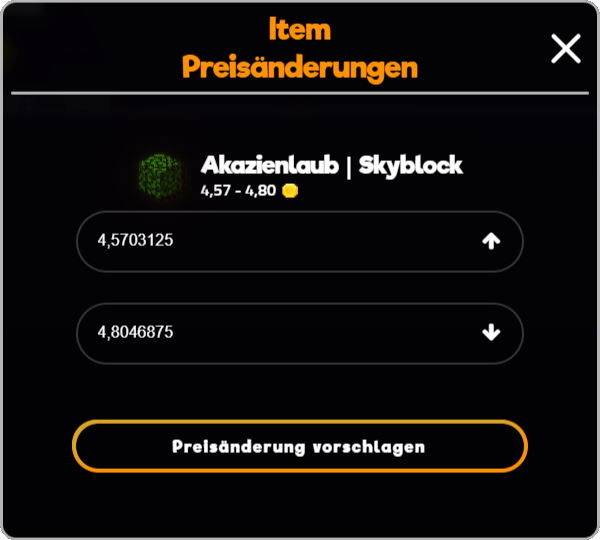 Item
Preisänderungen
Akazienlaub | Skyblock
4,57 - 4,80
4,5703125
4,8046875
Preisänderung vorschlagen